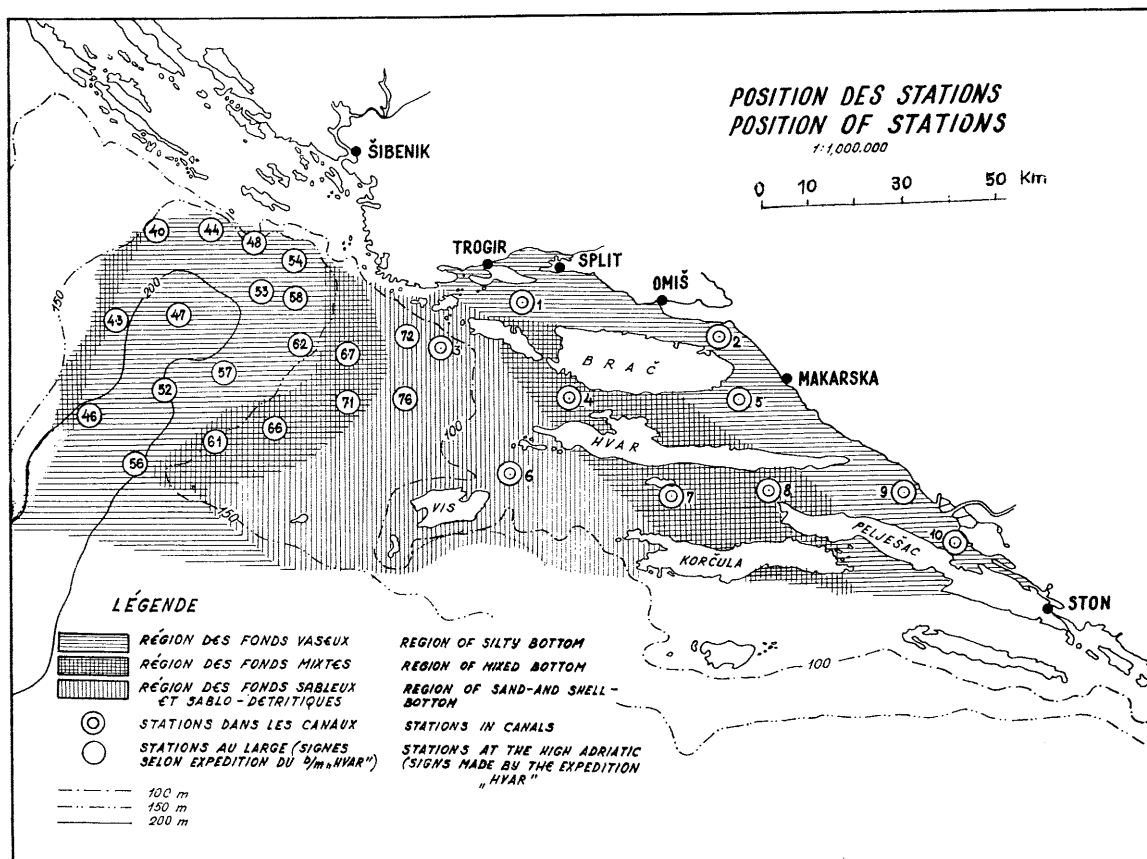 POSITION DES STATIONS
POSITION OF STATIONS
1:1,000.000
0 10 30 50 Km
ŠIBENIK
TROGIR
SPLIT
OMIŠ
MAKARSKA
STON
BRAČ
HVAR
VIS
KORČULA
PELJEŠAC
40
44
48
54
53
58
47
43
62
57
52
46
67
72
71
76
66
61
56
1
2
3
4
5
6
7
8
9
10
150
200
100
150
100
LÉGENDE
RÉGION DES FONDS VASEUX REGION OF SILTY BOTTOM
RÉGION DES FONDS MIXTES REGION OF MIXED BOTTOM
RÉGION DES FONDS SABLEUX REGION OF SAND-AND SHELL-
ET SABLO-DÉTRITIQUES BOTTOM
STATIONS DANS LES CANAUX STATIONS IN CANALS
STATIONS AU LARGE (SIGNES STATIONS AT THE HIGH ADRIATIC
SELON EXPEDITION DU b/m „HVAR") (SIGNS MADE BY THE EXPEDITION
„HVAR"
100 m
150 m
200 m